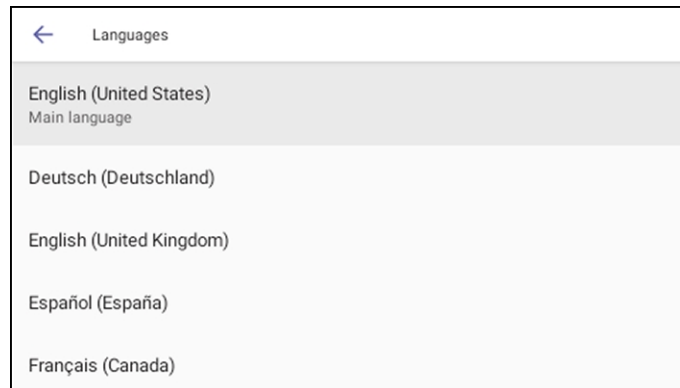 Languages
English (United States)
Main language
Deutsch (Deutschland)
English (United Kingdom)
Español (España)
Français (Canada)